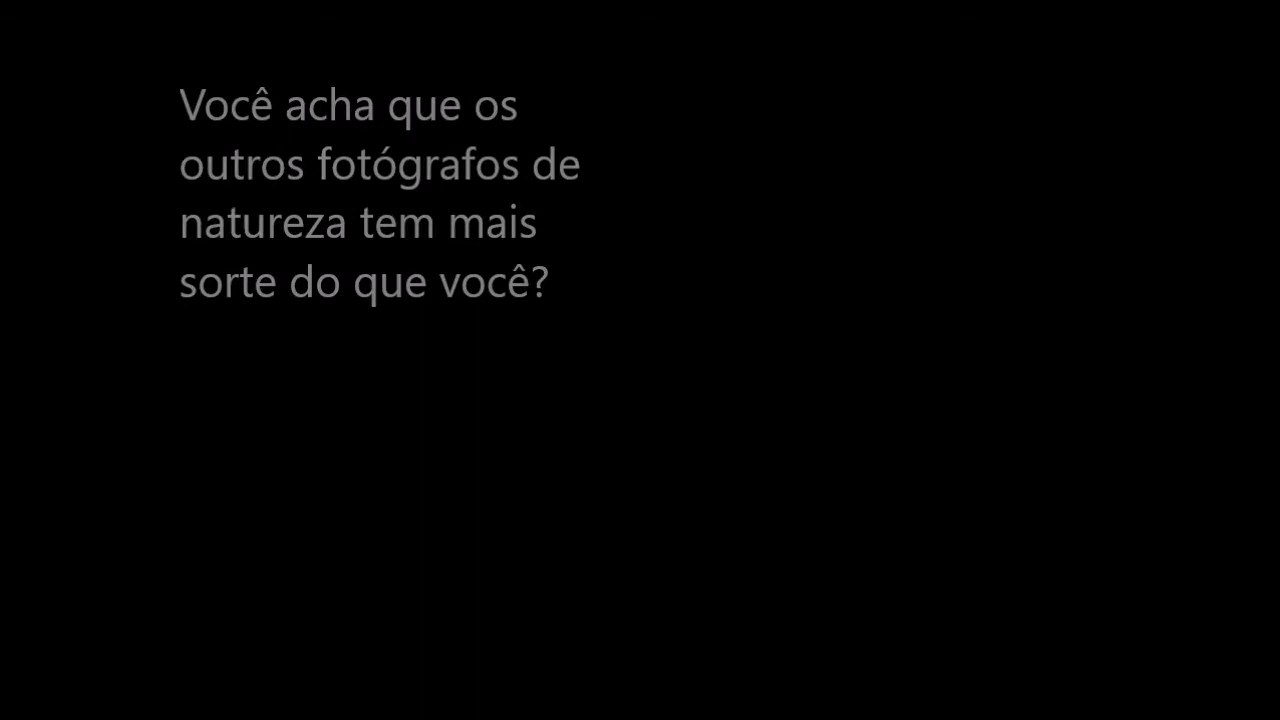 Você acha que os
outros fotógrafos de
natureza tem mais
sorte do que você?